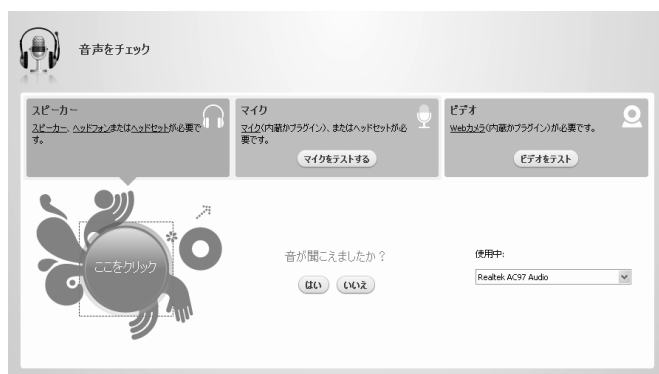 音声をチェック
スピーカー
スピーカー、ヘッドフォンまたはヘッドセットが必要で
す。
マイク
マイク(内蔵かプラグイン)、またはヘッドセットが必
要です。
マイクをテストする
ビデオ
Webカメラ(内蔵かプラグイン)が必要です。
ビデオをテスト
ここをクリック
音が聞こえましたか？
はい
いいえ
使用中:
Realtek AC97 Audio